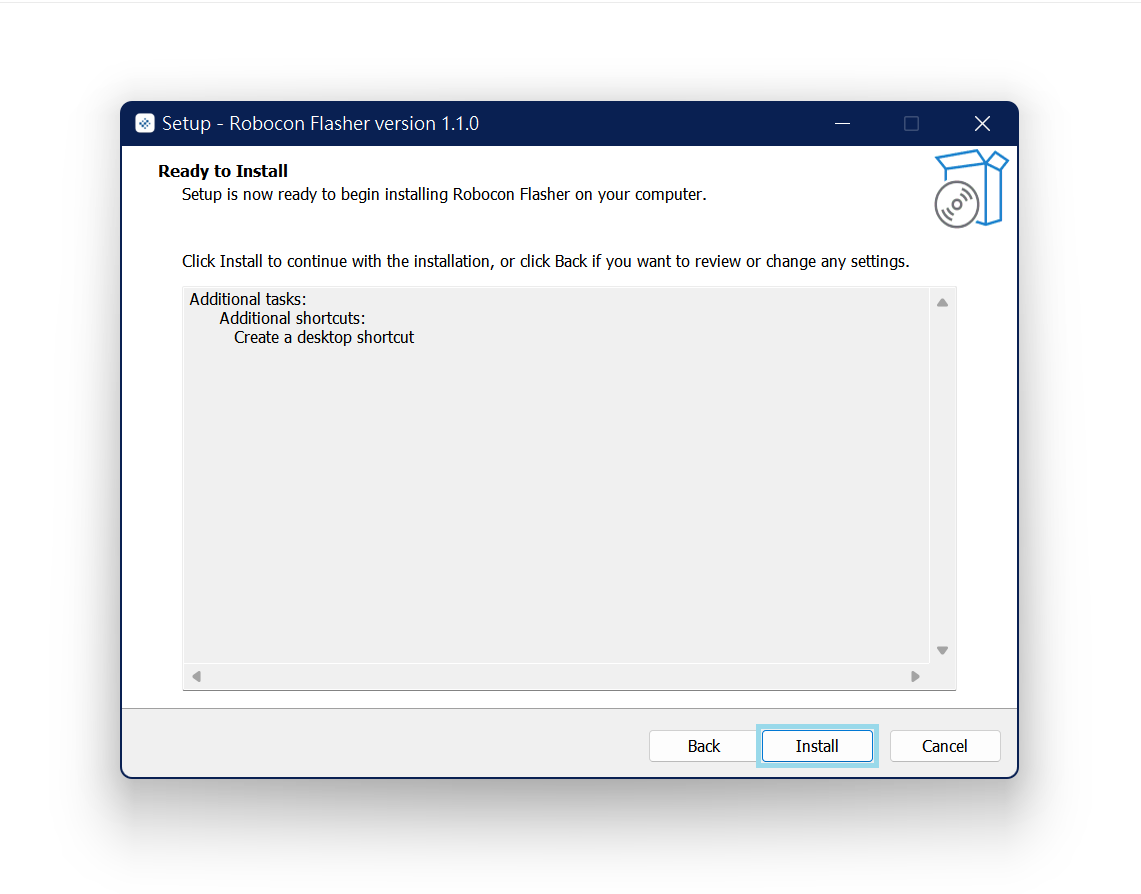 Setup - Robocon Flasher version 1.1.0
Ready to Install
Setup is now ready to begin installing Robocon Flasher on your computer.
Click Install to continue with the installation, or click Back if you want to review or change any settings.
Additional tasks:
Additional shortcuts:
Create a desktop shortcut
Back
Install
Cancel